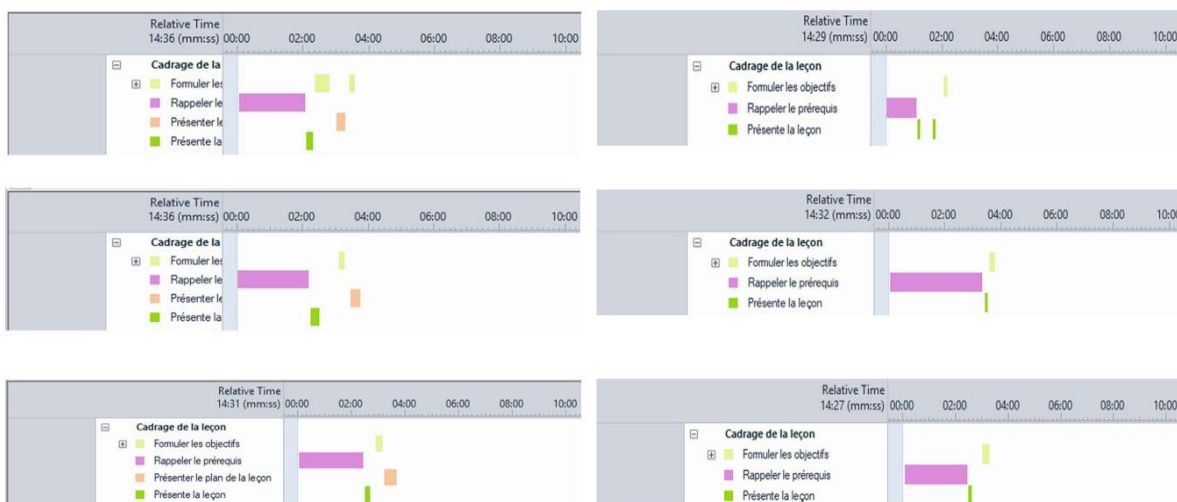 Relative Time
14:36 (mm:ss) 00:00 02:00 04:00 06:00 08:00 10:00
Cadrage de la
Formuler les
Rappeler le
Présenter le
Présente la
Relative Time
14:29 (mm:ss) 00:00 02:00 04:00 06:00 08:00 10:00
Cadrage de la leçon
Formuler les objectifs
Rappeler le prérequis
Présente la leçon
Relative Time
14:36 (mm:ss) 00:00 02:00 04:00 06:00 08:00 10:00
Cadrage de la
Formuler les
Rappeler le
Présenter le
Présente la
Relative Time
14:32 (mm:ss) 00:00 02:00 04:00 06:00 08:00 10:0
Cadrage de la leçon
Formuler les objectifs
Rappeler le prérequis
Présente la leçon
Relative Time
14:31 (mm:ss) 00:00 02:00 04:00 06:00 08:00 10:00
Cadrage de la leçon
Formuler les objectifs
Rappeler le prérequis
Présenter le plan de la leçon
Présente la leçon
Relative Time
14:27 (mm:ss) 00:00 02:00 04:00 06:00 08:00 10:00
Cadrage de la leçon
Formuler les objectifs
Rappeler le prérequis
Présente la leçon